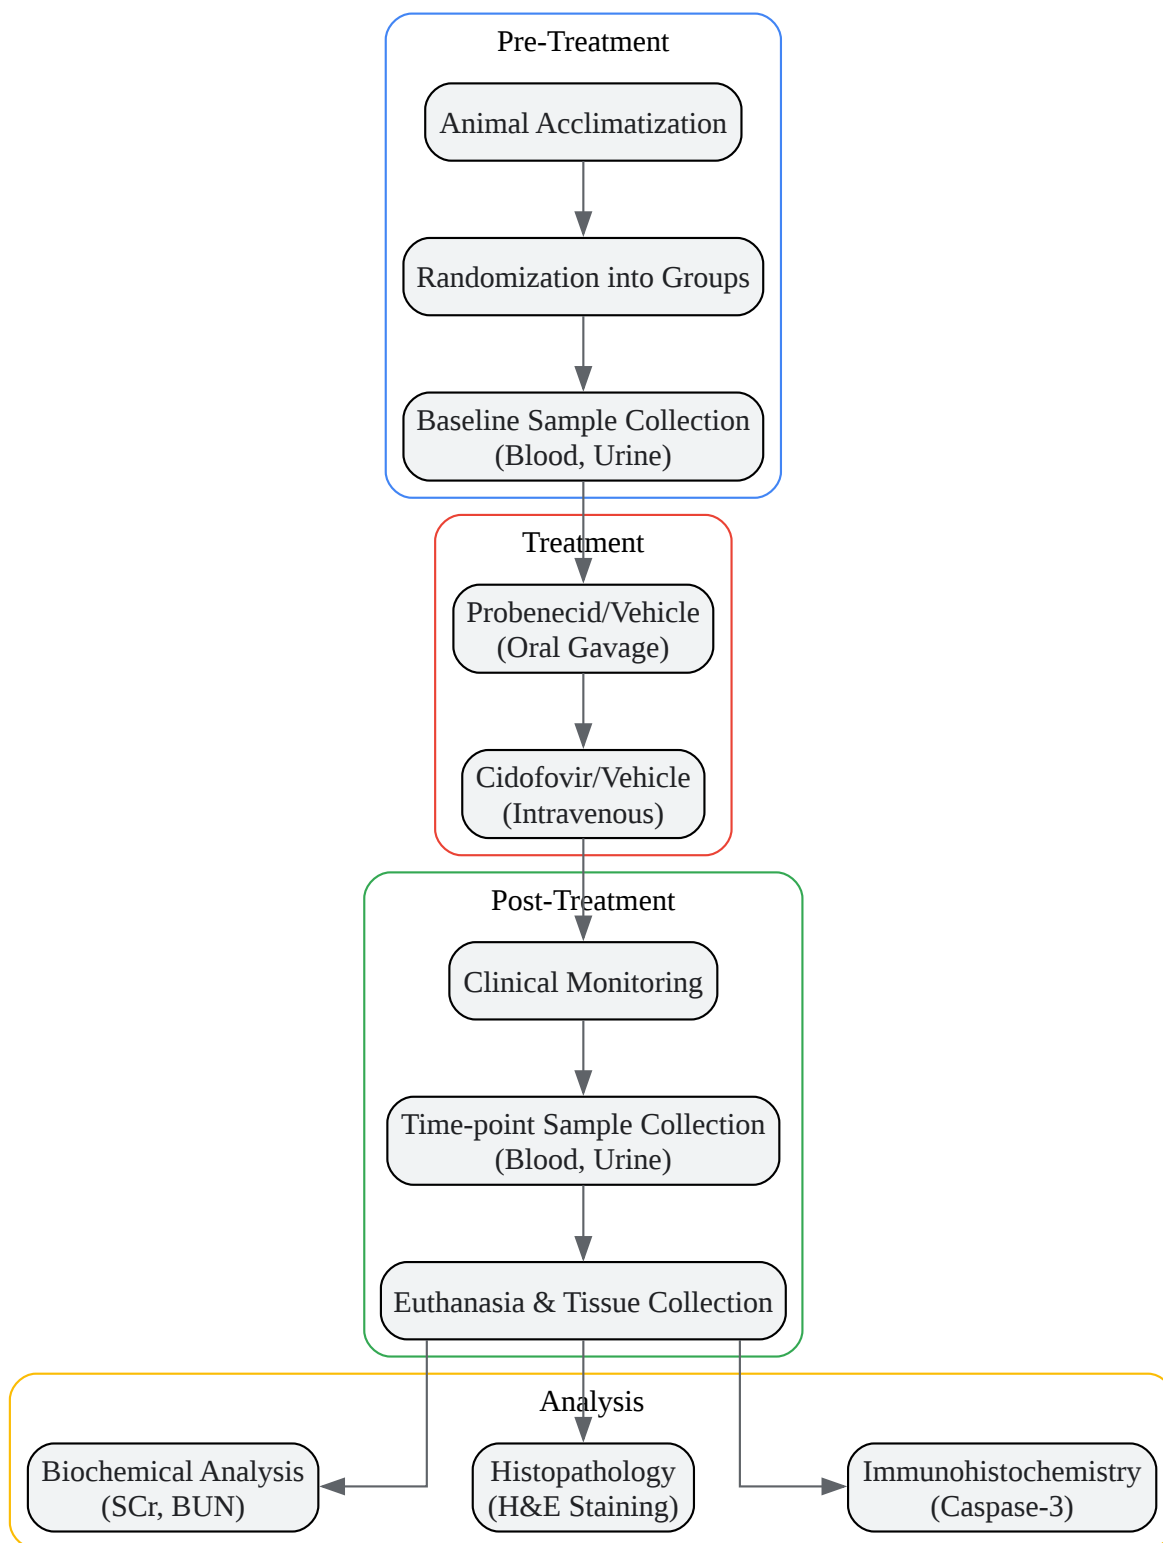 Pre-Treatment
Animal Acclimatization
Randomization into Groups
Baseline Sample Collection
(Blood, Urine)
Treatment
Probenecid/Vehicle
(Oral Gavage)
Cidofovir/Vehicle
(Intravenous)
Post-Treatment
Clinical Monitoring
Time-point Sample Collection
(Blood, Urine)
Euthanasia & Tissue Collection
Analysis
Biochemical Analysis
(SCr, BUN)
Histopathology
(H&E Staining)
Immunohistochemistry
(Caspase-3)